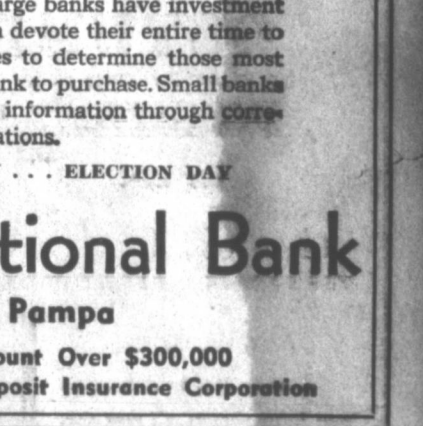 arge banks have investment
devote their entire time to
es to determine those most
nk to purchase. Small banks
information through corre-
ations.
. . . ELECTION DAY
tional Bank
Pampa
ount Over $300,000
posit Insurance Corporation